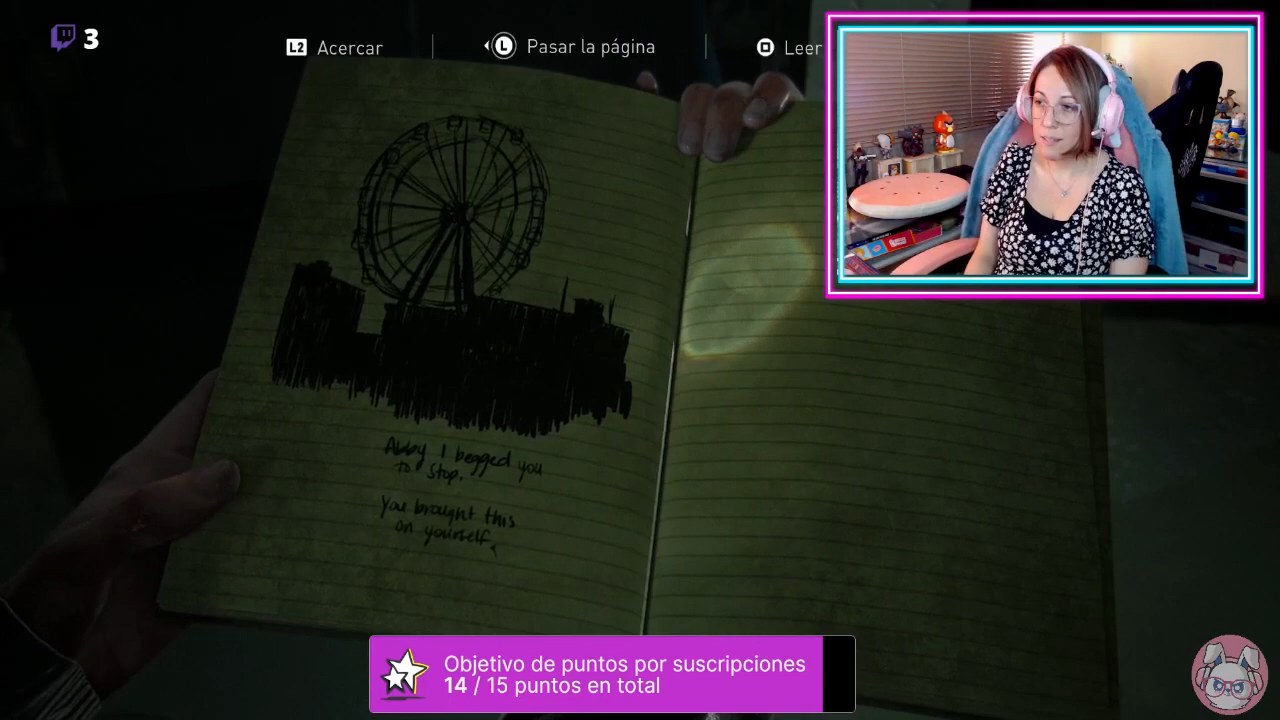 3
L2 Acercar
L Pasar la página
Leer
Abby I begged you
to stop.
You brought this
on yourself.
7
Objetivo de puntos por suscripciones
14 / 15 puntos en total